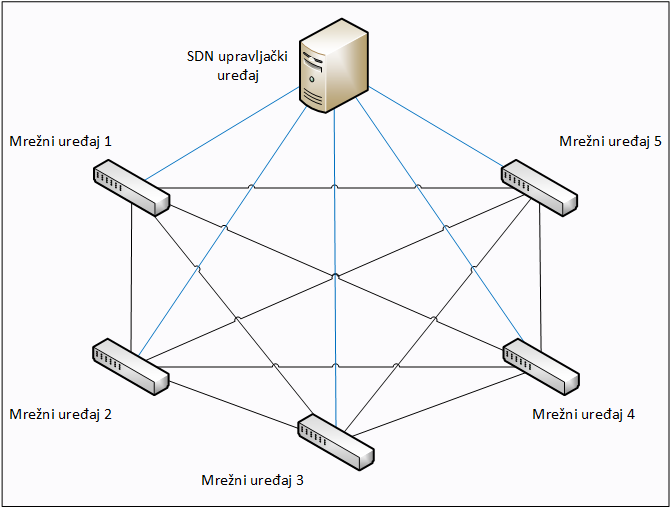 SDN upravljački
uređaj
Mrežni uređaj 1
Mrežni uređaj 5
Mrežni uređaj 2
Mrežni uređaj 4
Mrežni uređaj 3